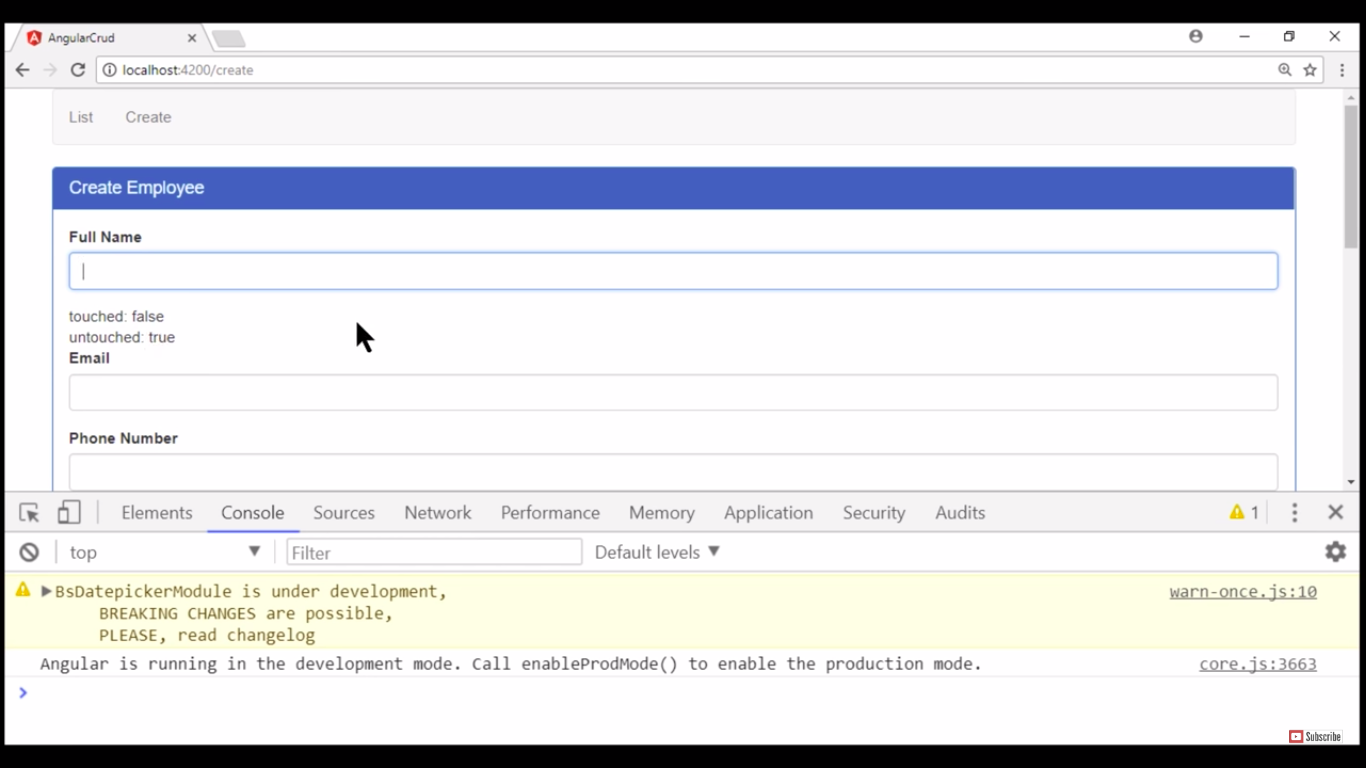 AngularCrud
localhost:4200/create
List Create
Create Employee
Full Name
touched: false
untouched: true
Email
Phone Number
Elements Console Sources Network Performance Memory Application Security Audits 1
top Filter Default levels
BsDatepickerModule is under development, warn-once.js:10
BREAKING CHANGES are possible,
PLEASE, read changelog
Angular is running in the development mode. Call enableProdMode() to enable the production mode. core.js:3663
Subscribe